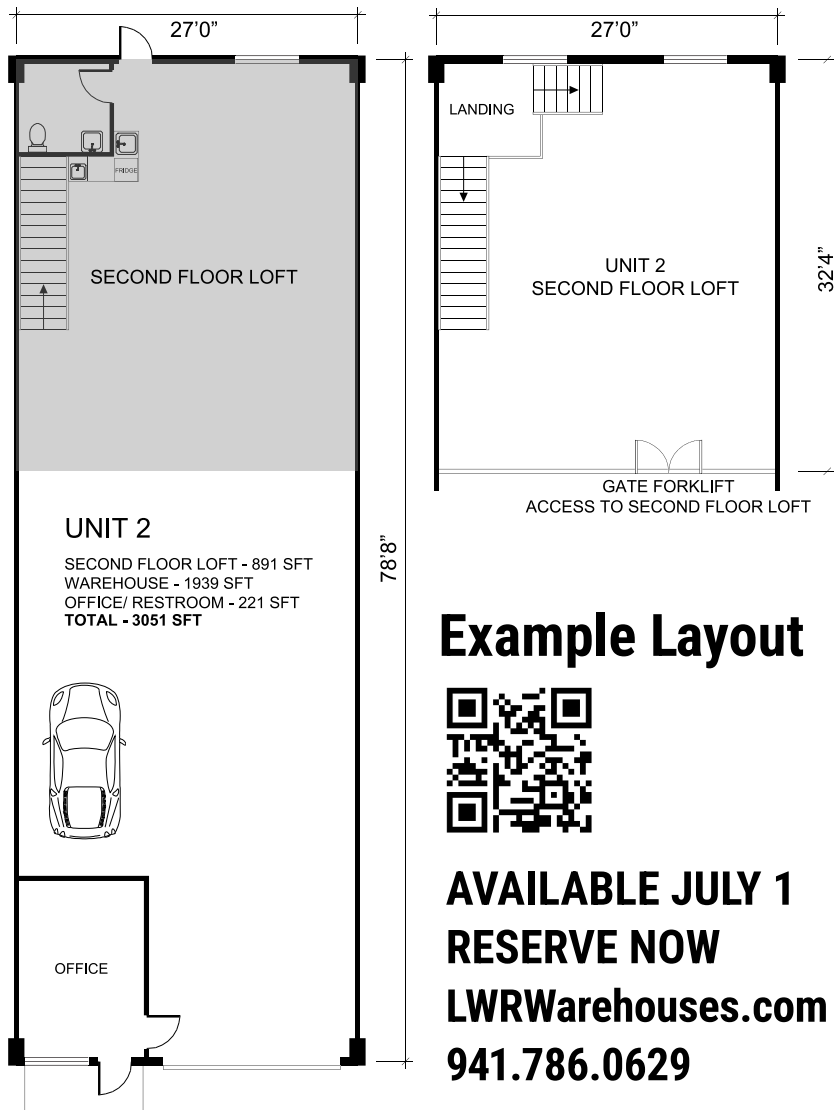 27'0”
27'0”
LANDING
FRIDGE
SECOND FLOOR LOFT
UNIT 2
SECOND FLOOR LOFT
32'4”
GATE FORKLIFT
ACCESS TO SECOND FLOOR LOFT
UNIT 2
SECOND FLOOR LOFT - 891 SFT
WAREHOUSE - 1939 SFT
OFFICE/ RESTROOM - 221 SFT
TOTAL - 3051 SFT
78'8”
OFFICE
Example Layout
AVAILABLE JULY 1
RESERVE NOW
LWRWarehouses.com
941.786.0629